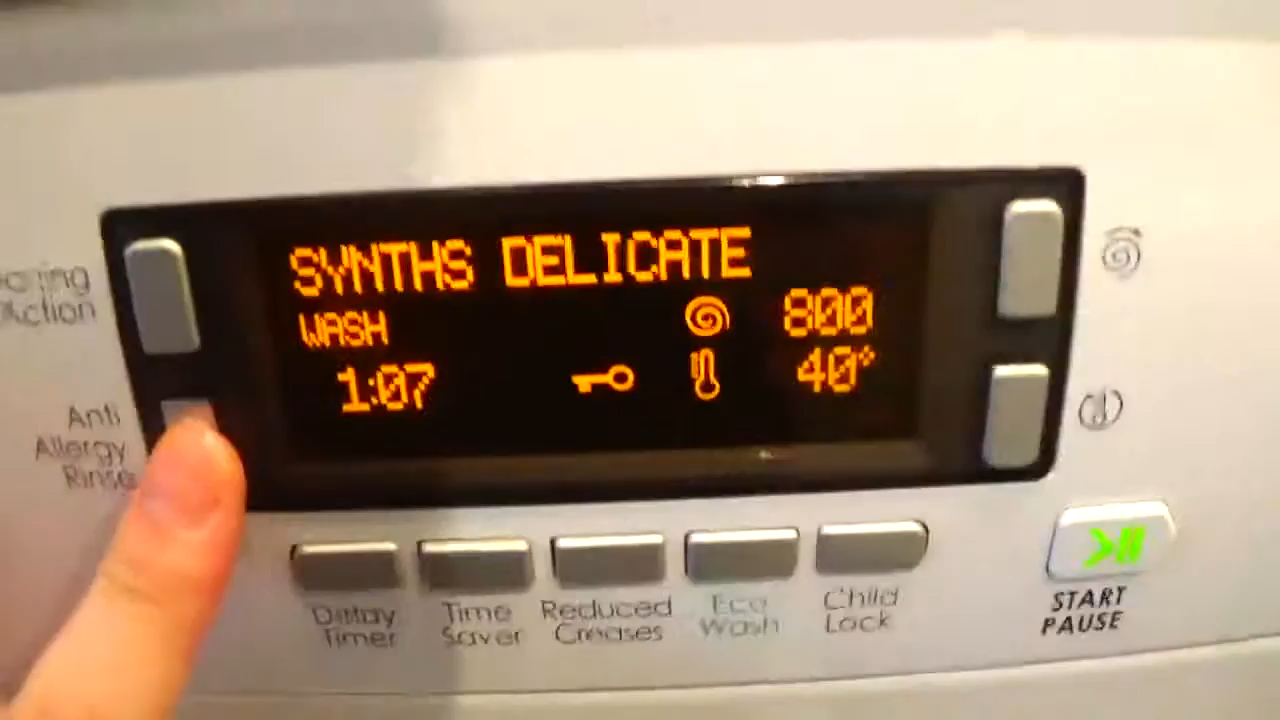 SYNTHS DELICATE
WASH
800
1:07
40°
Action
Anti
Allergy
Rinse
Delay
Timer
Time
Saver
Reduced
Creases
Eco
Wash
Child
Lock
START
PAUSE